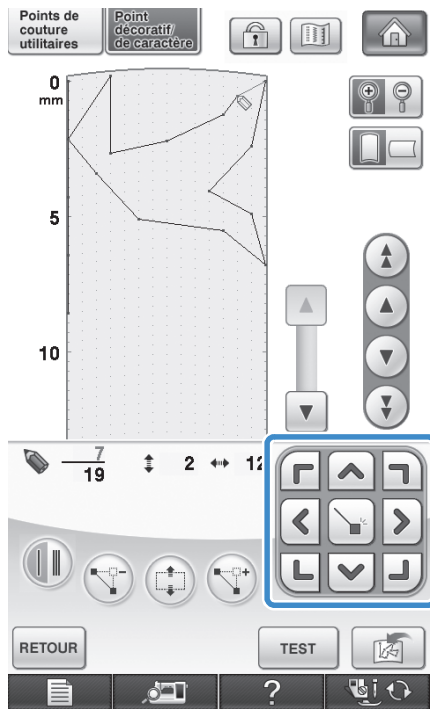 Points de
couture
utilitaires
Point
décoratif/
de caractère
0
mm
5
10
7
19
2
12
RETOUR
TEST
?